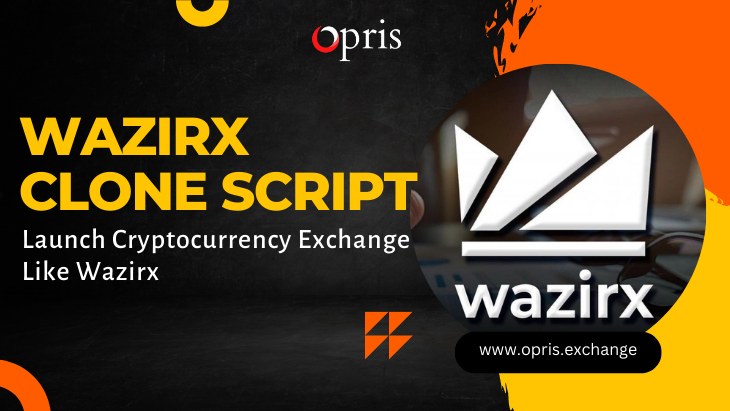 Opris
WAZIRX
CLONE SCRIPT
Launch Cryptocurrency Exchange
Like Wazirx
wazirx
www.opris.exchange